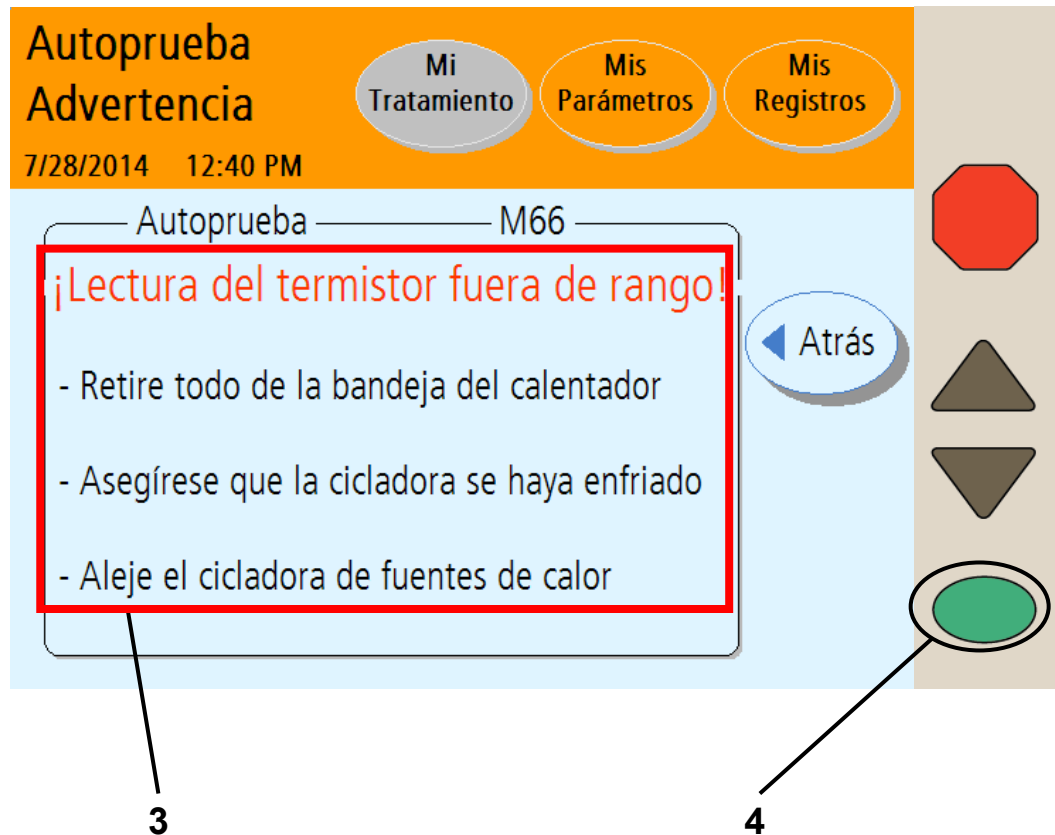 Autoprueba
Advertencia
7/28/2014 12:40 PM
Mi
Tratamiento
Mis
Parámetros
Mis
Registros
Autoprueba M66
¡Lectura del termistor fuera de rango!
- Retire todo de la bandeja del calentador
- Asegírese que la cicladora se haya enfriado
- Aleje el cicladora de fuentes de calor
Atrás
3
4